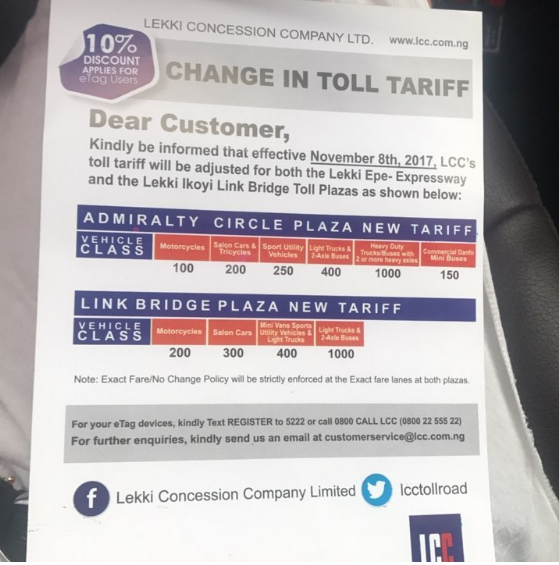 LEKKI CONCESSION COMPANY LTD. www.lcc.com.ng
10%
DISCOUNT
APPLIES FOR
eTag Users
CHANGE IN TOLL TARIFF
Dear Customer,
Kindly be informed that effective November 8th, 2017, LCC's
toll tariff will be adjusted for both the Lekki Epe- Expressway
and the Lekki Ikoyi Link Bridge Toll Plazas as shown below:
ADMIRALTY CIRCLE PLAZA NEW TARIFF
VEHICLE CLASS
Motorcycles
Salon Cars & Tricycles
Sport Utility Vehicles
Light Trucks & 2-Axle Buses
Heavy Duty Trucks/Buses with 2 or more heavy axles
Commercial Danfo Mini Buses
100 200 250 400 1000 150
LINK BRIDGE PLAZA NEW TARIFF
VEHICLE CLASS
Motorcycles
Salon Cars
Mini Vans Sports Utility Vehicles & Light Trucks
Light Trucks & 2-Axle Buses
200 300 400 1000
Note: Exact Fare/No Change Policy will be strictly enforced at the Exact fare lanes at both plazas.
For your eTag devices, kindly Text REGISTER to 5222 or call 0800 CALL LCC (0800 22 555 22)
For further enquiries, kindly send us an email at customerservice@lcc.com.ng
f Lekki Concession Company Limited lcctollroad
LCC